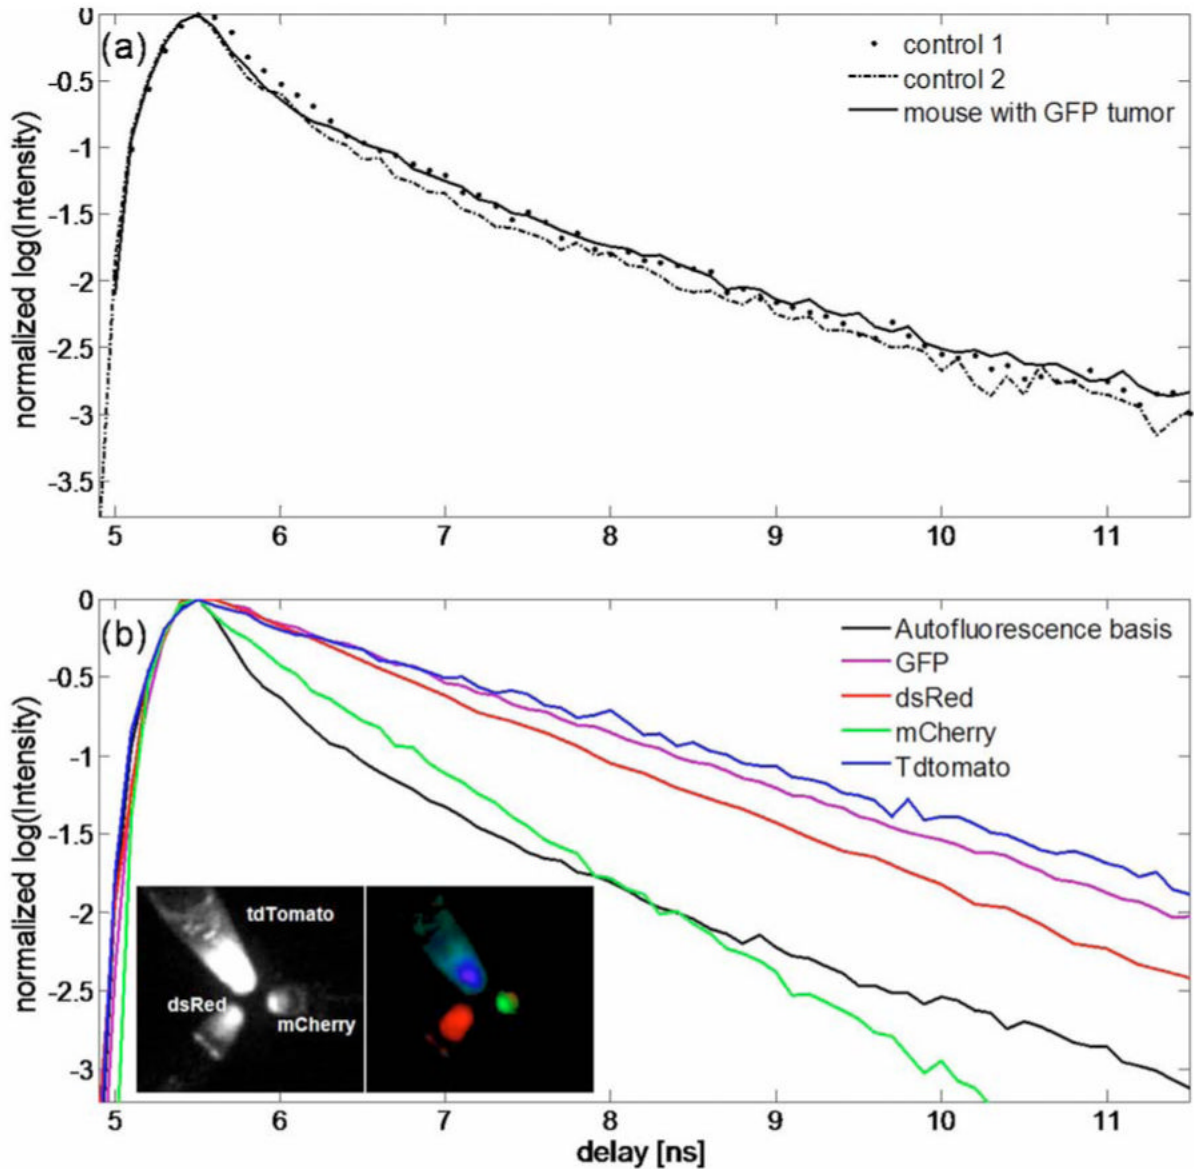 (a)
control 1
control 2
mouse with GFP tumor
normalized log(Intensity)
0
-0.5
-1
-1.5
-2
-2.5
-3
-3.5
5 6 7 8 9 10 11
(b)
Autofluorescence basis
GFP
dsRed
mCherry
Tdtomato
normalized log(Intensity)
0
-0.5
-1
-1.5
-2
-2.5
-3
tdTomato
dsRed
mCherry
5 6 7 8 9 10 11
delay [ns]